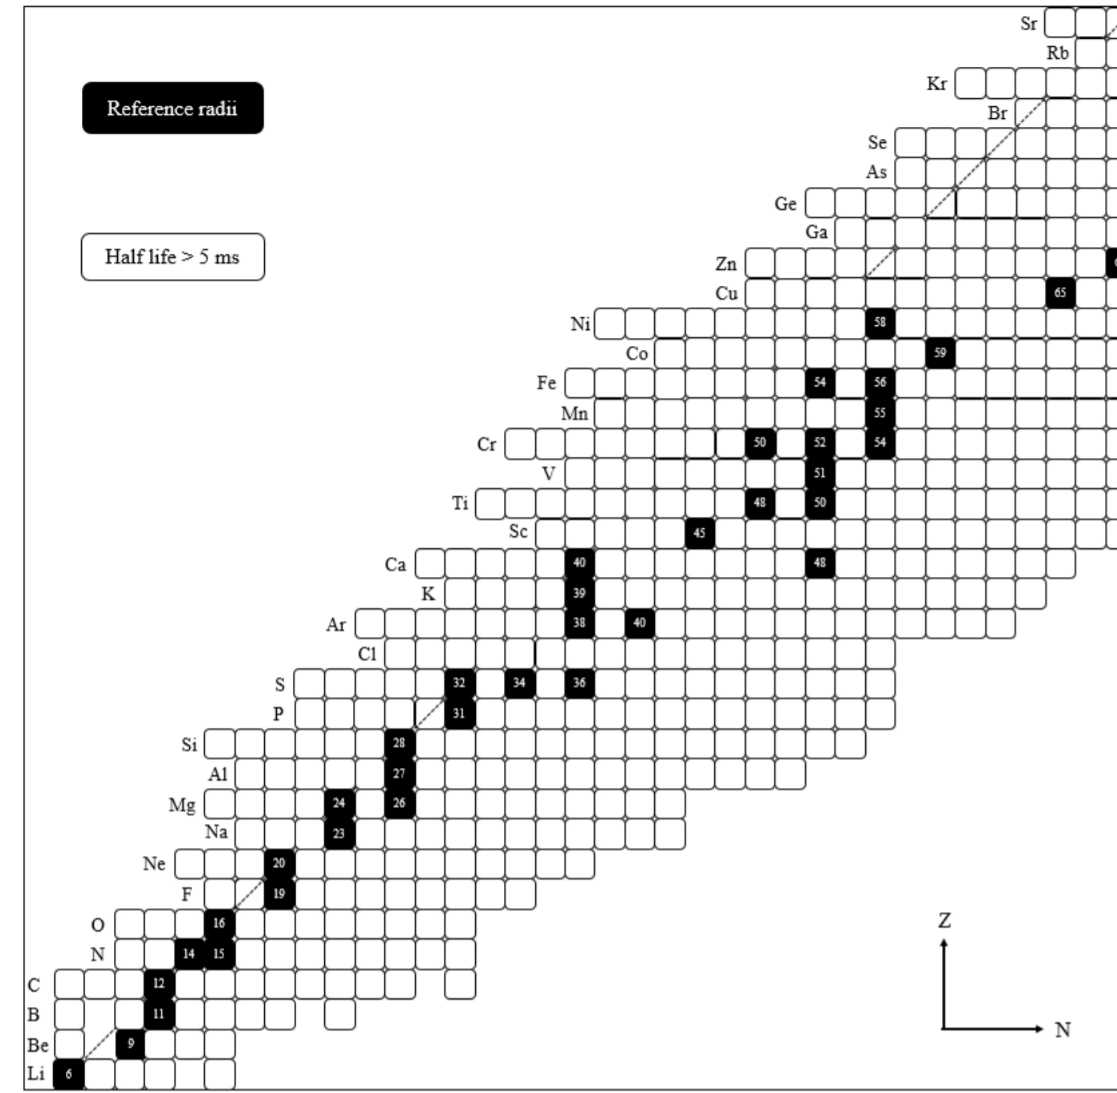 Sr
Rb
Kr
Reference radii
Br
Se
As
Ge
Ga
Half life > 5 ms
Zn
Cu 65
Ni 58
Co 59
Fe 54 56
Mn 55
Cr 50 52 54
V 51
Ti 48 50
Sc 45
Ca 40 48
K 39
Ar 38 40
Cl
S 32 34 36
P 31
Si 28
Al 27
Mg 24 26
Na 23
Ne 20
F 19
O 16
Z
N 14 15
C 12
B 11
N
Be 9
Li 6